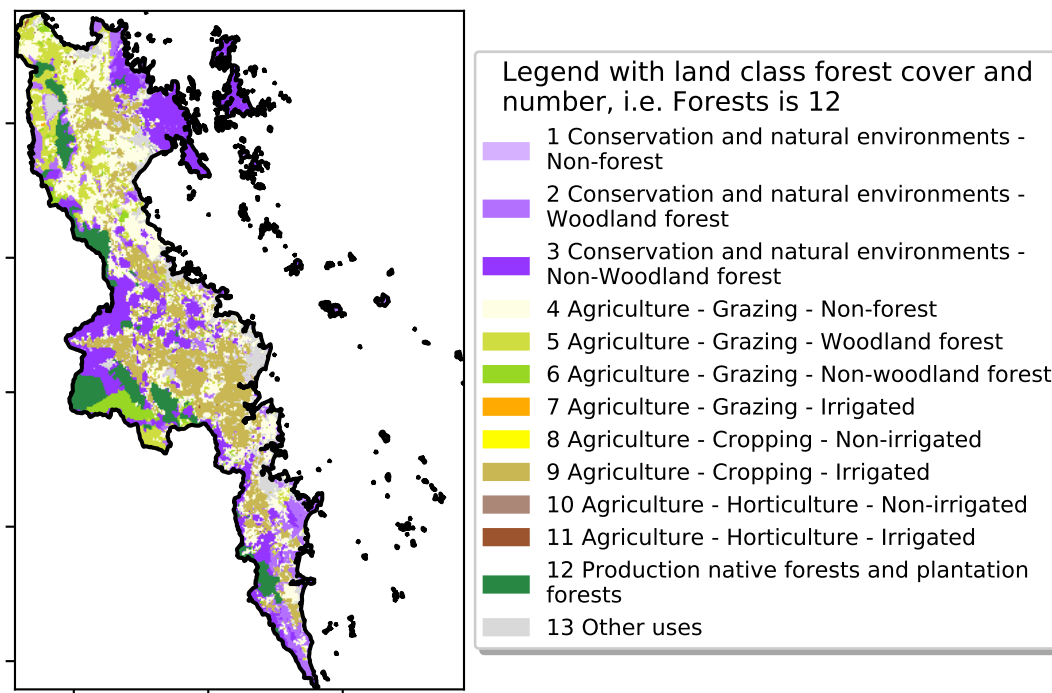 Legend with land class forest cover and
number, i.e. Forests is 12
1 Conservation and natural environments -
Non-forest
2 Conservation and natural environments -
Woodland forest
3 Conservation and natural environments -
Non-Woodland forest
4 Agriculture - Grazing - Non-forest
5 Agriculture - Grazing - Woodland forest
6 Agriculture - Grazing - Non-woodland forest
7 Agriculture - Grazing - Irrigated
8 Agriculture - Cropping - Non-irrigated
9 Agriculture - Cropping - Irrigated
10 Agriculture - Horticulture - Non-irrigated
11 Agriculture - Horticulture - Irrigated
12 Production native forests and plantation
forests
13 Other uses